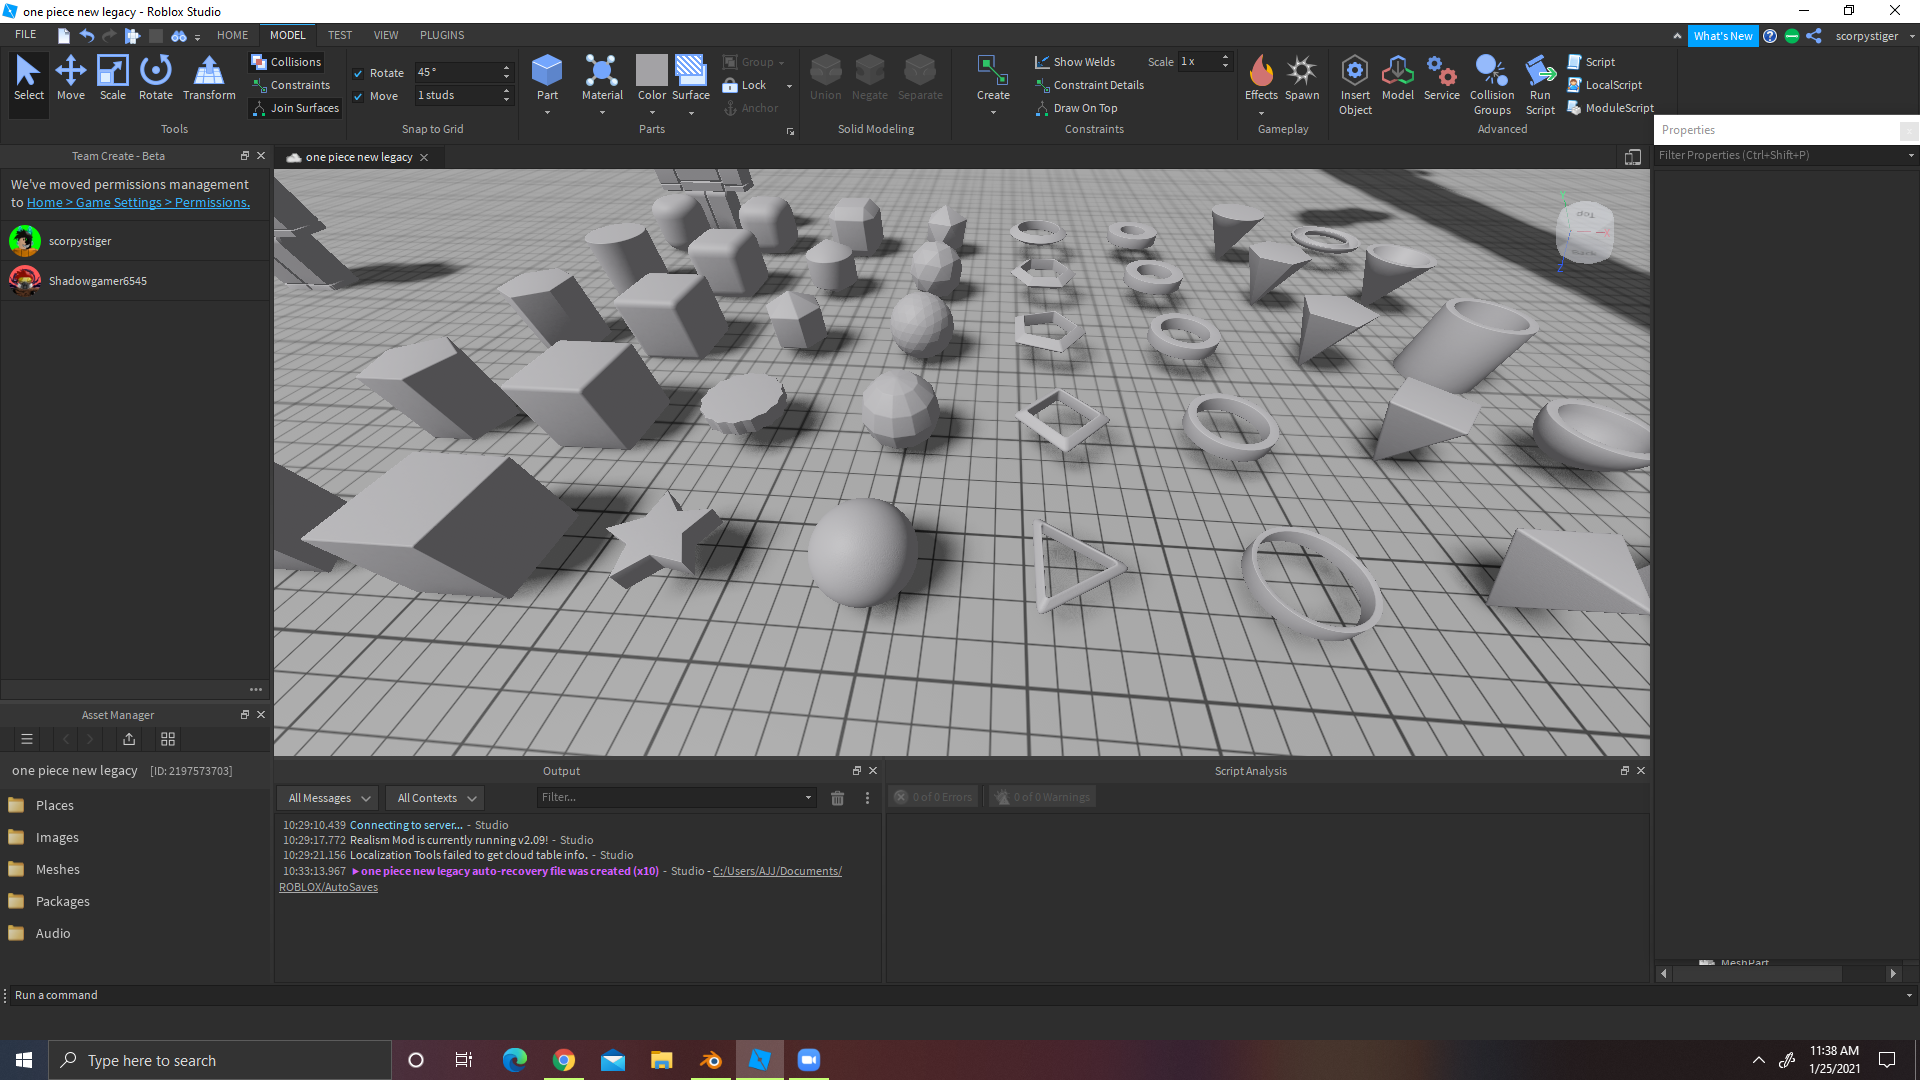 one piece new legacy - Roblox Studio
FILE
HOME
MODEL
TEST
VIEW
PLUGINS
What's New
scorpystiger
Select
Move
Scale
Rotate
Transform
Collisions
Constraints
Join Surfaces
Tools
Rotate 45 °
Move 1 studs
Snap to Grid
Part
Material
Color
Surface
Group
Lock
Anchor
Parts
Union
Negate
Separate
Solid Modeling
Create
Show Welds
Scale 1 x
Constraint Details
Draw On Top
Constraints
Effects
Spawn
Gameplay
Insert Object
Model
Service
Collision Groups
Run Script
Script
LocalScript
ModuleScript
Advanced
Team Create - Beta
We've moved permissions management
to Home > Game Settings > Permissions.
scorpystiger
Shadowgamer6545
one piece new legacy
Top
Y
X
Z
Properties
Filter Properties (Ctrl+Shift+P)
MeshPart
Asset Manager
one piece new legacy [ID: 2197573703]
Places
Images
Meshes
Packages
Audio
Output
All Messages
All Contexts
Filter...
10:29:10.439 Connecting to server... - Studio
10:29:17.772 Realism Mod is currently running v2.09! - Studio
10:29:21.156 Localization Tools failed to get cloud table info. - Studio
10:33:13.967 ▶ one piece new legacy auto-recovery file was created (x10) - Studio - C:/Users/AJJ/Documents/
ROBLOX/AutoSaves
Script Analysis
0 of 0 Errors
0 of 0 Warnings
Run a command
Type here to search
11:38 AM
1/25/2021